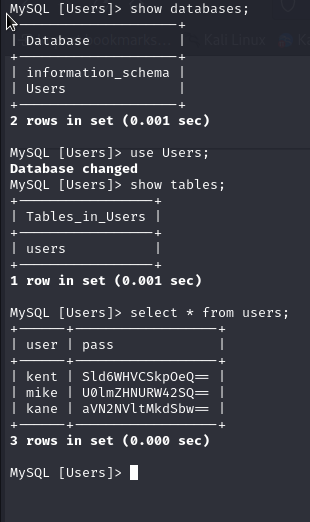 MySQL [Users]> show databases;
+--------------------+
| Database           |
+--------------------+
| information_schema |
| Users              |
+--------------------+
2 rows in set (0.001 sec)
MySQL [Users]> use Users;
Database changed
MySQL [Users]> show tables;
+-----------------+
| Tables_in_Users |
+-----------------+
| users           |
+-----------------+
1 row in set (0.001 sec)
MySQL [Users]> select * from users;
+------+------------------+
| user | pass             |
+------+------------------+
| kent | Sld6WHVCSkpOeQ== |
| mike | U0lmZHNURW42SQ== |
| kane | aVN2NVltMkdSbw== |
+------+------------------+
3 rows in set (0.000 sec)
MySQL [Users]>